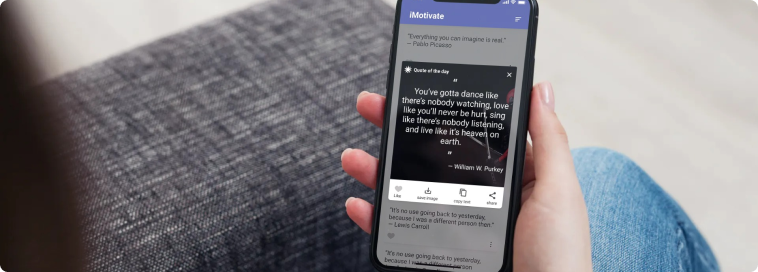 iMotivate
"Everything you can imagine is real."
— Pablo Picasso
Quote of the day
"
You've gotta dance like
there's nobody watching, love
like you'll never be hurt, sing
like there's nobody listening,
and live like it's heaven on
earth.
"
— William W. Purkey
Like
save image
copy text
share
"It's no use going back to yesterday,
because I was a different person then."
— Lewis Carroll
"It's no use going back to yesterday,
because I was a different person then."